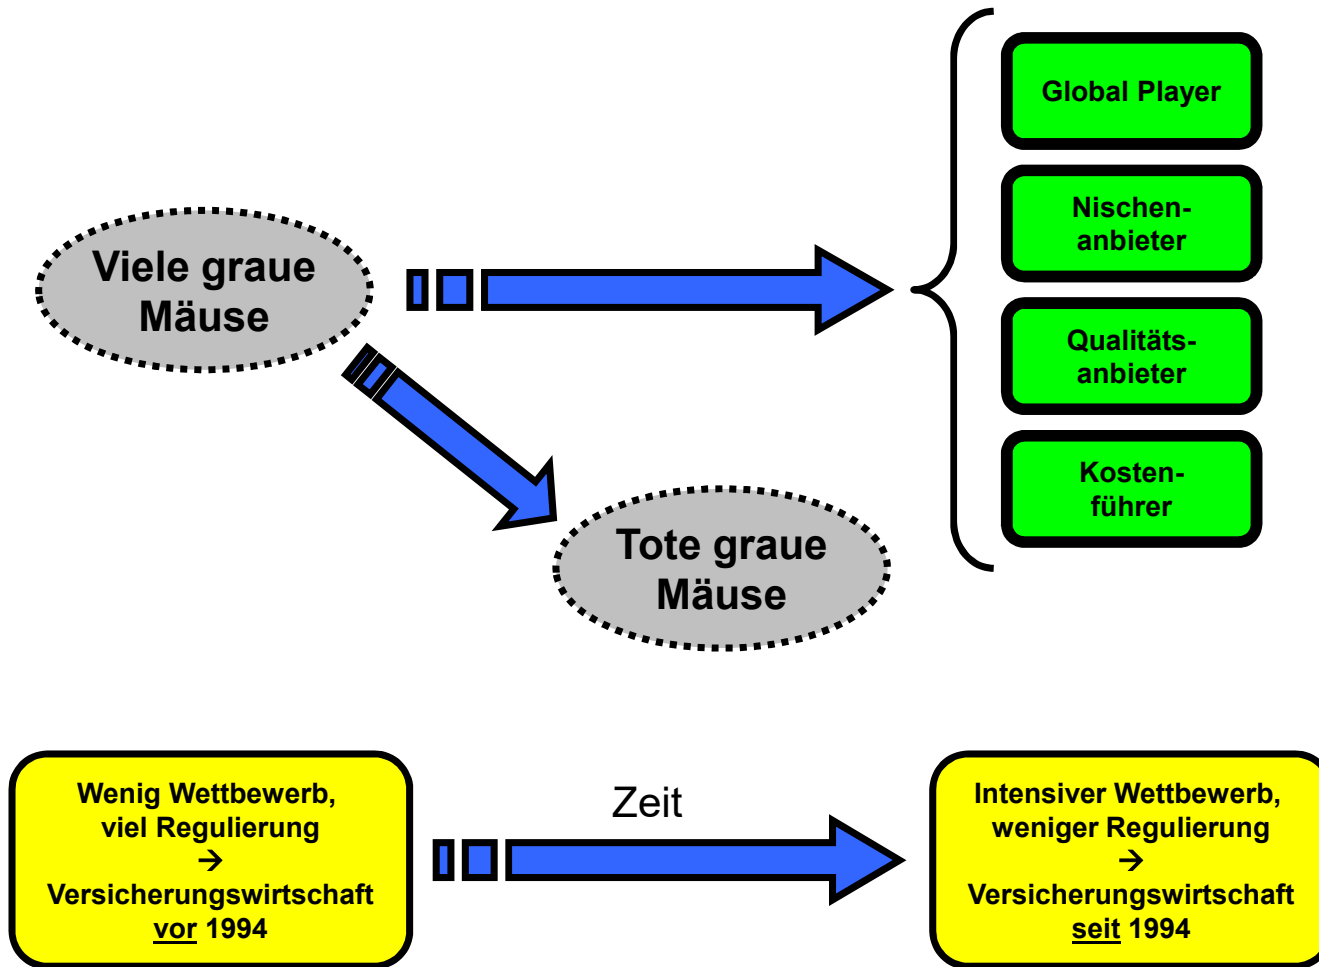 Global Player
Nischen-
anbieter
Viele graue
Mäuse
Qualitäts-
anbieter
Kosten-
führer
Tote graue
Mäuse
Wenig Wettbewerb,
viel Regulierung
→
Versicherungswirtschaft
vor 1994
Zeit
Intensiver Wettbewerb,
weniger Regulierung
→
Versicherungswirtschaft
seit 1994